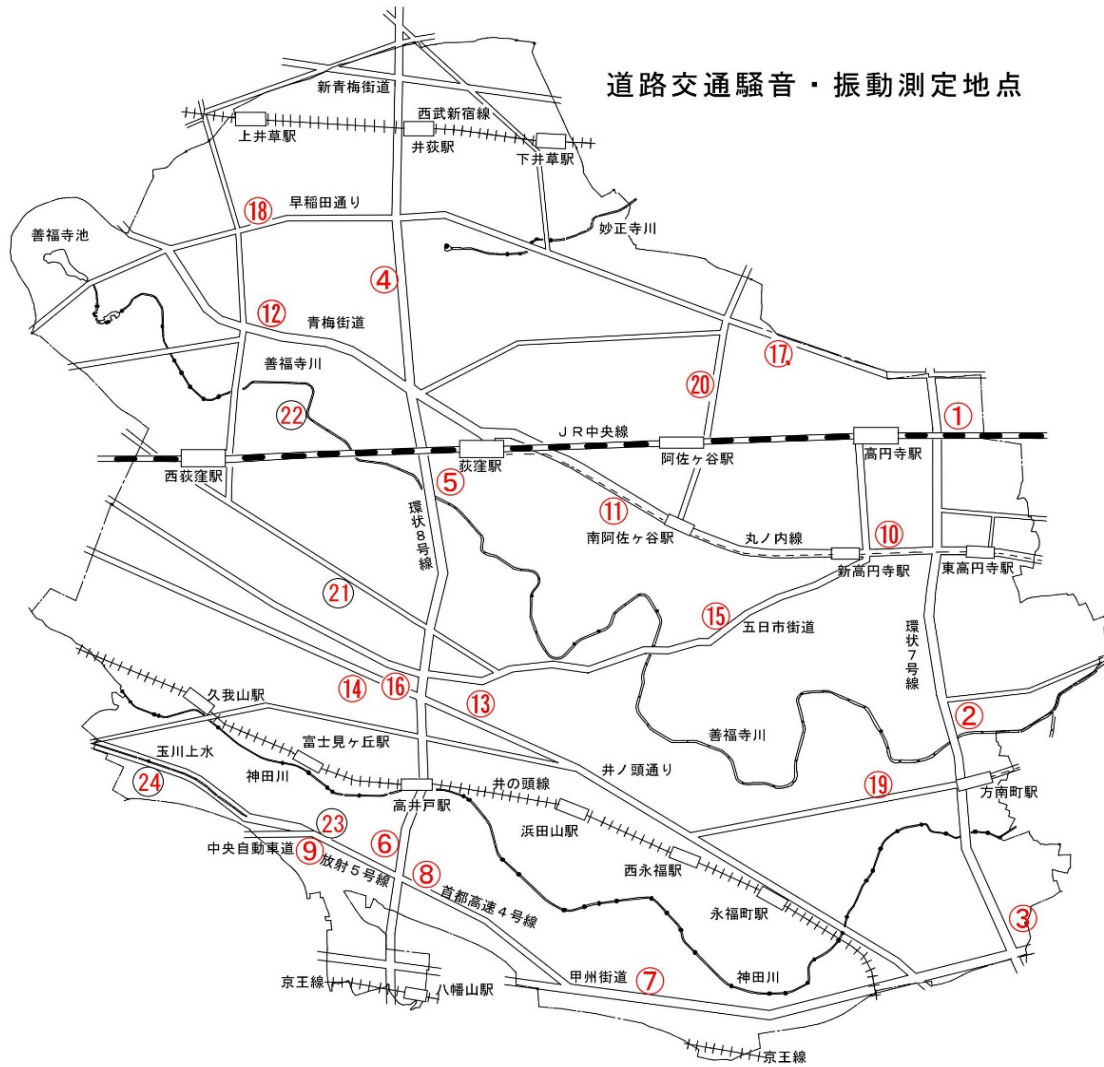 道路交通騒音・振動測定地点
新青梅街道
西武新宿線
上井草駅
井荻駅
下井草駅
⑱
早稲田通り
妙正寺川
善福寺池
④
⑫
青梅街道
善福寺川
⑰
⑳
㉒
①
JR中央線
西荻窪駅
荻窪駅
阿佐ヶ谷駅
高円寺駅
⑤
環状8号線
⑪
南阿佐ヶ谷駅
丸ノ内線
⑩
新高円寺駅
東高円寺駅
㉑
⑮
五日市街道
環状7号線
⑭
⑯
⑬
久我山駅
②
善福寺川
玉川上水
富士見ヶ丘駅
井ノ頭通り
㉔
神田川
井の頭線
高井戸駅
⑲
方南町駅
浜田山駅
㉓
中央自動車道
⑨
放射5号線
⑥
⑧
首都高速4号線
西永福駅
永福町駅
③
甲州街道
⑦
神田川
京王線
八幡山駅
京王線